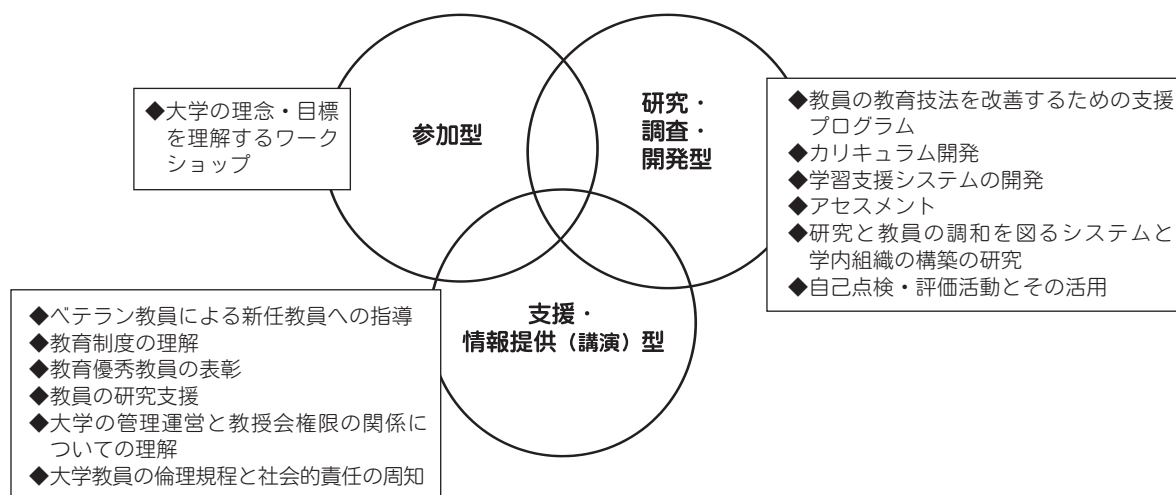 参加型
研究・
調査・
開発型
支援・
情報提供（講演）型
◆大学の理念・目標
を理解するワーク
ショップ
◆教員の教育技法を改善するための支援
プログラム
◆カリキュラム開発
◆学習支援システムの開発
◆アセスメント
◆研究と教員の調和を図るシステムと
学内組織の構築の研究
◆自己点検・評価活動とその活用
◆ベテラン教員による新任教員への指導
◆教育制度の理解
◆教育優秀教員の表彰
◆教員の研究支援
◆大学の管理運営と教授会権限の関係に
ついての理解
◆大学教員の倫理規程と社会的責任の周知